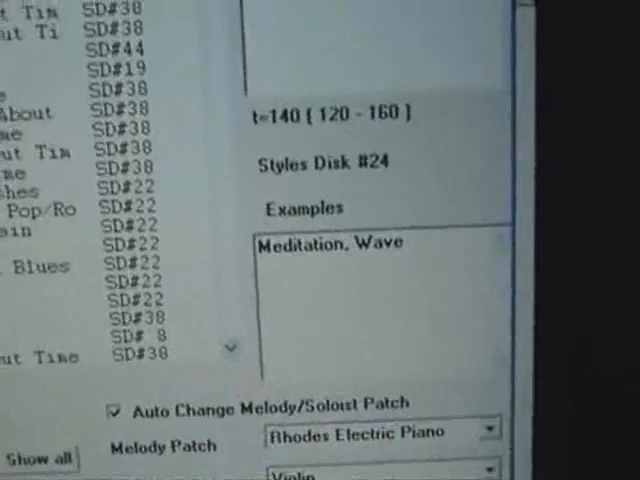 t Tim SD#38
ut Ti SD#38
SD#44
SD#19
e SD#38
About SD#38
me SD#38
out Tim SD#38
me SD#38
shes SD#22
Pop/Ro SD#22
ain SD#22
SD#22
Blues SD#22
SD#22
SD#22
SD#38
SD# 8
ut Time SD#38
t=140 ( 120 - 160 )
Styles Disk #24
Examples
Meditation, Wave
Auto Change Melody/Soloist Patch
Show all
Melody Patch
Rhodes Electric Piano
Violin